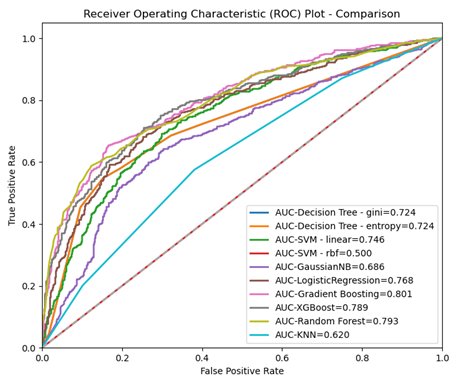 Receiver Operating Characteristic (ROC) Plot - Comparison
1.0
0.8
0.6
0.4
0.2
0.0
True Positive Rate
AUC-Decision Tree - gini=0.724
AUC-Decision Tree - entropy=0.724
AUC-SVM - linear=0.746
AUC-SVM - rbf=0.500
AUC-GaussianNB=0.686
AUC-LogisticRegression=0.768
AUC-Gradient Boosting=0.801
AUC-XGBoost=0.789
AUC-Random Forest=0.793
AUC-KNN=0.620
0.0 0.2 0.4 0.6 0.8 1.0
False Positive Rate